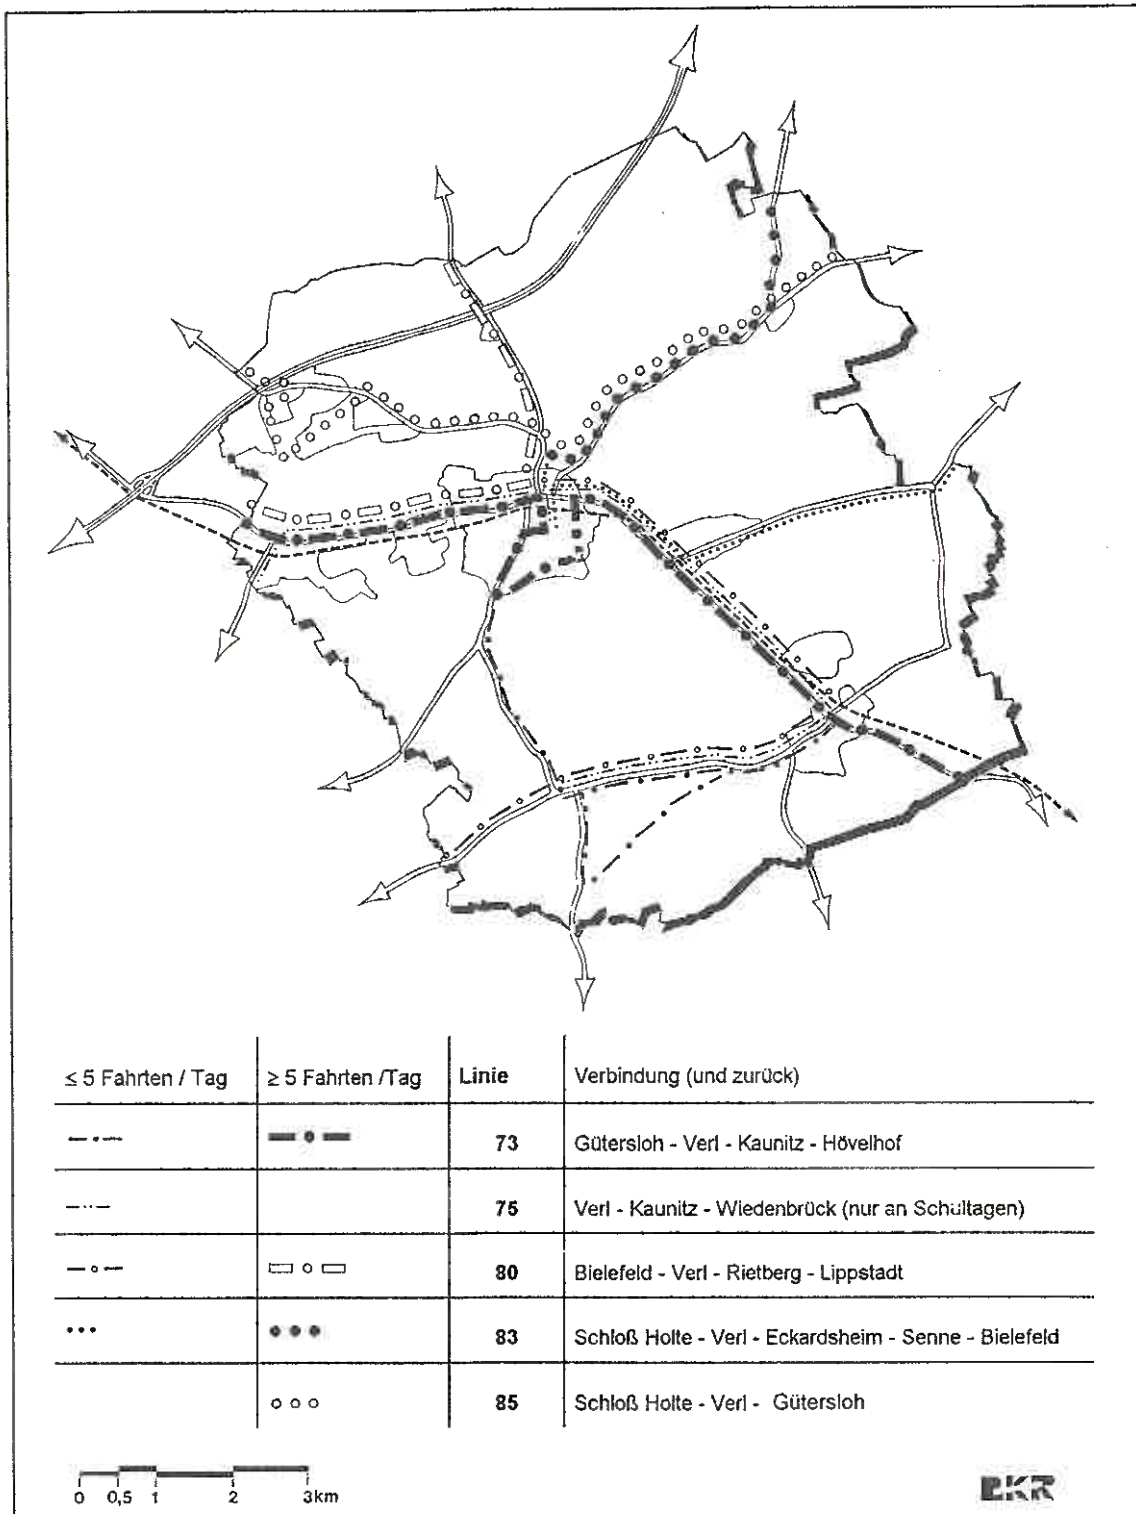 ≤ 5 Fahrten / Tag ≥ 5 Fahrten /Tag Linie Verbindung (und zurück)
73 Gütersloh - Verl - Kaunitz - Hövelhof
75 Verl - Kaunitz - Wiedenbrück (nur an Schultagen)
80 Bielefeld - Verl - Rietberg - Lippstadt
83 Schloß Holte - Verl - Eckardsheim - Senne - Bielefeld
85 Schloß Holte - Verl - Gütersloh
0 0,5 1 2 3km
BKR